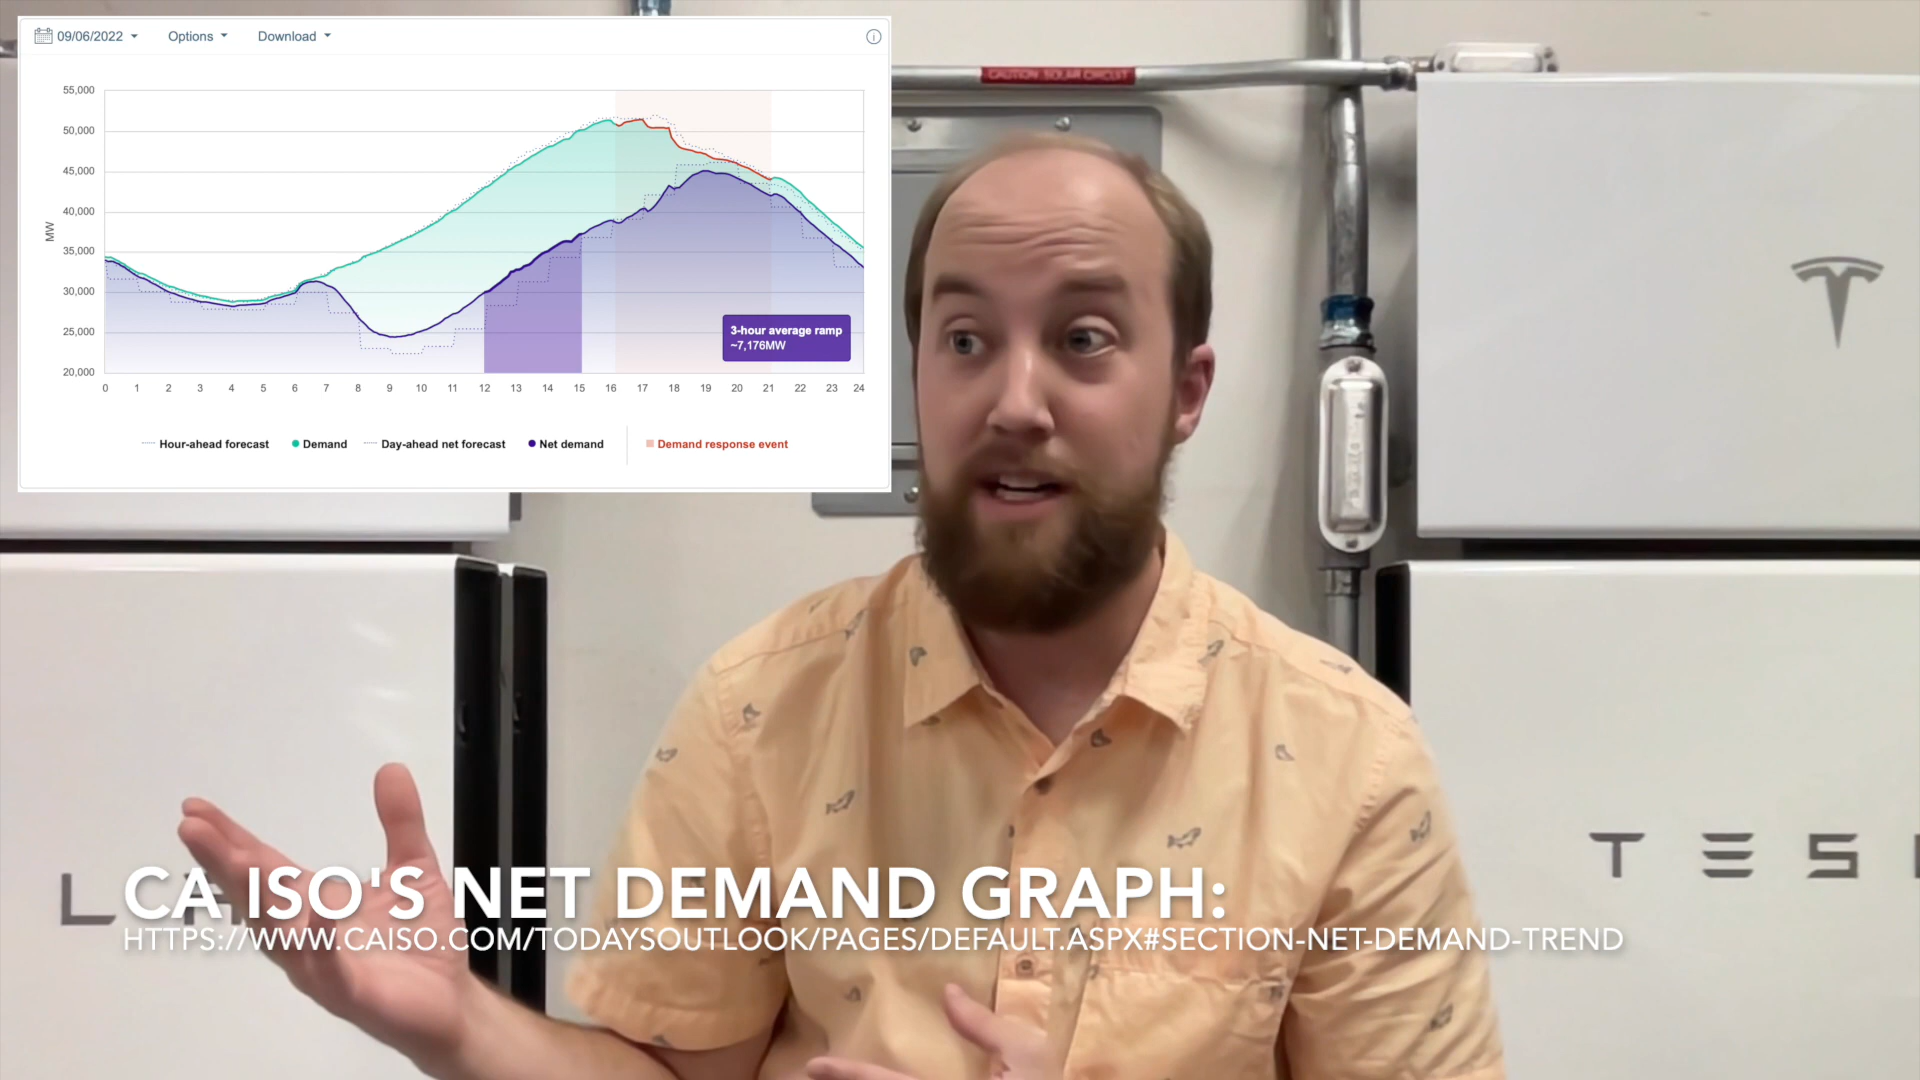 09/06/2022
Options
Download
55,000
50,000
45,000
40,000
35,000
30,000
25,000
20,000
MW
3-hour average ramp
~7,176MW
0 1 2 3 4 5 6 7 8 9 10 11 12 13 14 15 16 17 18 19 20 21 22 23 24
Hour-ahead forecast Demand Day-ahead net forecast Net demand Demand response event
CAUTION: SOLAR CIRCUIT
T E S
CA ISO'S NET DEMAND GRAPH:
HTTPS://WWW.CAISO.COM/TODAYSOUTLOOK/PAGES/DEFAULT.ASPX#SECTION-NET-DEMAND-TREND